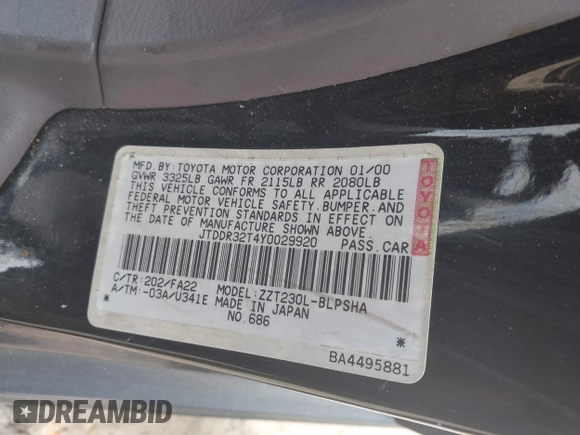 MFD.BY:TOYOTA MOTOR CORPORATION 01/00
GVWR 3325LB GAWR FR 2115LB RR 2080LB
THIS VEHICLE CONFORMS TO ALL APPLICABLE
FEDERAL MOTOR VEHICLE SAFETY,BUMPER,AND
THEFT PREVENTION STANDARDS IN EFFECT ON
THE DATE OF MANUFACTURE SHOWN ABOVE.
JTDDR32T4Y0029920 PASS.CAR
TOYOTA
C/TR:202/FA22 MODEL:ZZT230L-BLPSHA
A/TM:-03A/U341E MADE IN JAPAN
* NO.686 *
BA4495881
DREAMBID